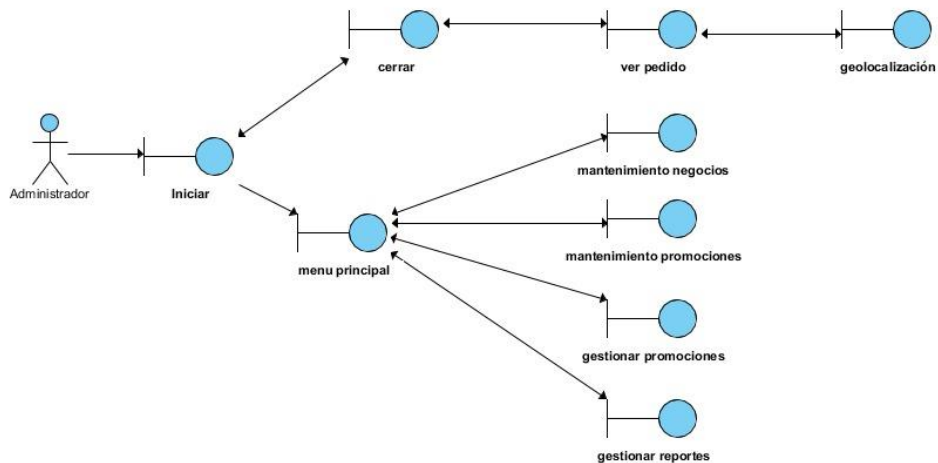 cerrar
ver pedido
geolocalización
Administrador
Iniciar
mantenimiento negocios
menu principal
mantenimiento promociones
gestionar promociones
gestionar reportes